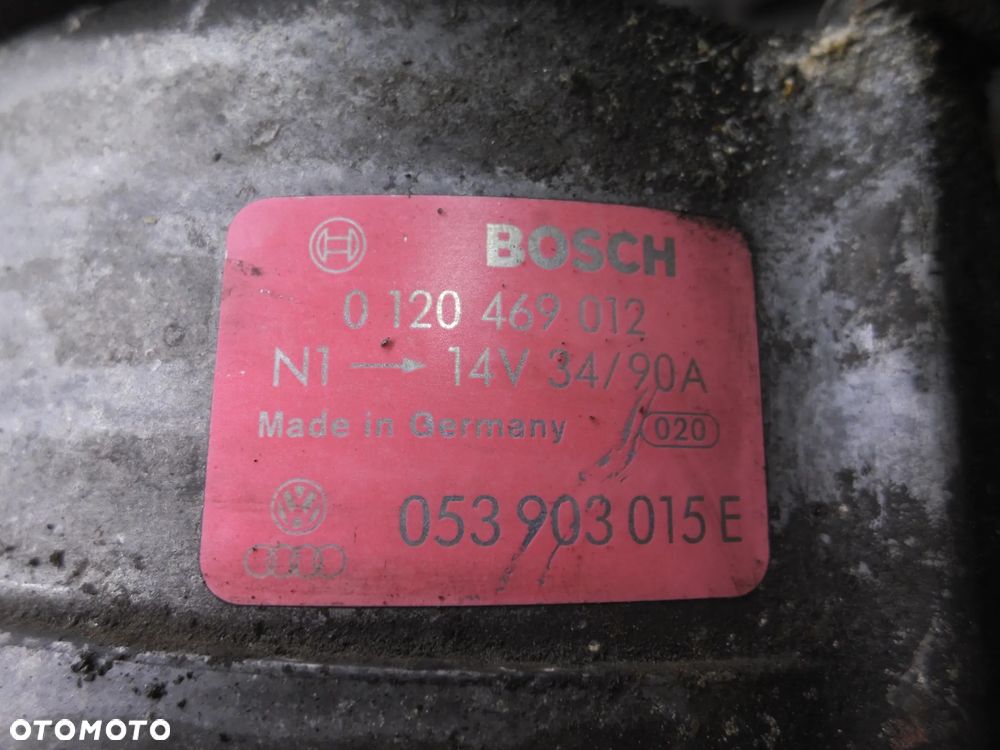 BOSCH
0 120 469 012
N1 → 14V 34/90A
Made in Germany 020
053 903 015 E
OTOMOTO